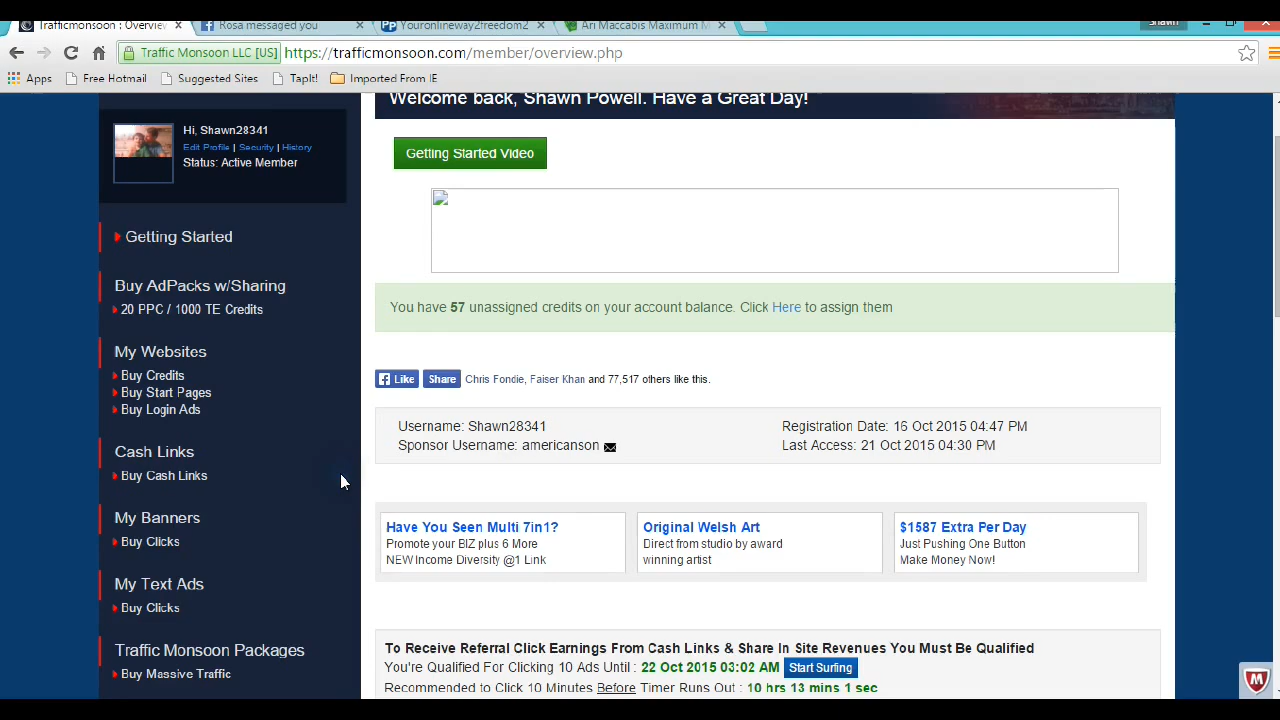 Trafficmonsoon : Overview
Rosa messaged you
Youronlineway2freedom2
Ari Maccabis Maximum M
Shawn
Traffic Monsoon LLC [US]
https://trafficmonsoon.com/member/overview.php
Apps
Free Hotmail
Suggested Sites
TapIt!
Imported From IE
Welcome back, Shawn Powell. Have a Great Day!
Hi, Shawn28341
Edit Profile | Security | History
Status: Active Member
Getting Started Video
Getting Started
Buy AdPacks w/Sharing
20 PPC / 1000 TE Credits
You have 57 unassigned credits on your account balance. Click Here to assign them
My Websites
Buy Credits
Buy Start Pages
Buy Login Ads
Like
Share
Chris Fondie, Faiser Khan and 77,517 others like this.
Username: Shawn28341
Registration Date: 16 Oct 2015 04:47 PM
Sponsor Username: americanson
Last Access: 21 Oct 2015 04:30 PM
Cash Links
Buy Cash Links
My Banners
Buy Clicks
Have You Seen Multi 7in1?
Promote your BIZ plus 6 More
NEW Income Diversity @1 Link
Original Welsh Art
Direct from studio by award
winning artist
$1587 Extra Per Day
Just Pushing One Button
Make Money Now!
My Text Ads
Buy Clicks
Traffic Monsoon Packages
Buy Massive Traffic
To Receive Referral Click Earnings From Cash Links & Share In Site Revenues You Must Be Qualified
You're Qualified For Clicking 10 Ads Until : 22 Oct 2015 03:02 AM Start Surfing
Recommended to Click 10 Minutes Before Timer Runs Out : 10 hrs 13 mins 1 sec